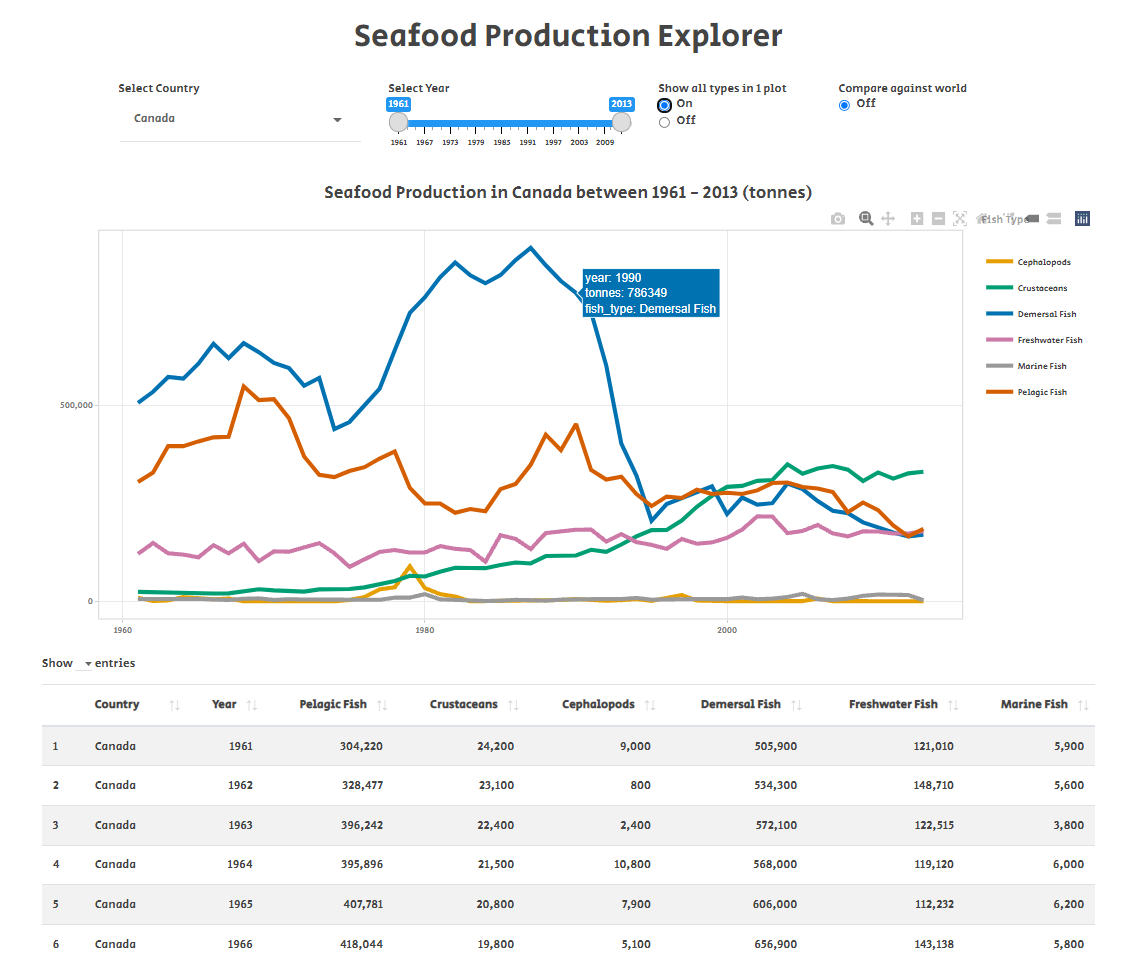 Seafood Production Explorer
Select Country
Select Year
Show all types in 1 plot
Compare against world
Canada
1961
2013
On
Off
Off
1961 1967 1973 1979 1985 1991 1997 2003 2009
Seafood Production in Canada between 1961 - 2013 (tonnes)
Fish Type
year: 1990
tonnes: 786349
fish_type: Demersal Fish
Cephalopods
Crustaceans
Demersal Fish
Freshwater Fish
Marine Fish
Pelagic Fish
500,000
0
1960 1980 2000
Show entries
Country Year Pelagic Fish Crustaceans Cephalopods Demersal Fish Freshwater Fish Marine Fish
1 Canada 1961 304,220 24,200 9,000 505,900 121,010 5,900
2 Canada 1962 328,477 23,100 800 534,300 148,710 5,600
3 Canada 1963 396,242 22,400 2,400 572,100 122,515 3,800
4 Canada 1964 395,896 21,500 10,800 568,000 119,120 6,000
5 Canada 1965 407,781 20,800 7,900 606,000 112,232 6,200
6 Canada 1966 418,044 19,800 5,100 656,900 143,138 5,800